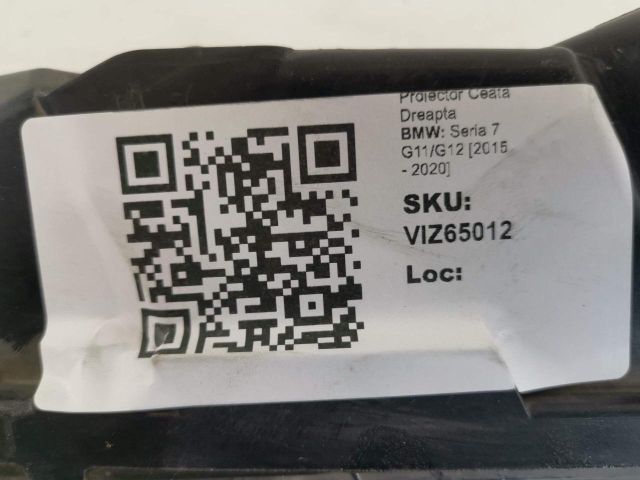 Proiector Ceata
Dreapta
BMW: Seria 7
G11/G12 [2015
- 2020]
SKU:
VIZ65012
Loc: